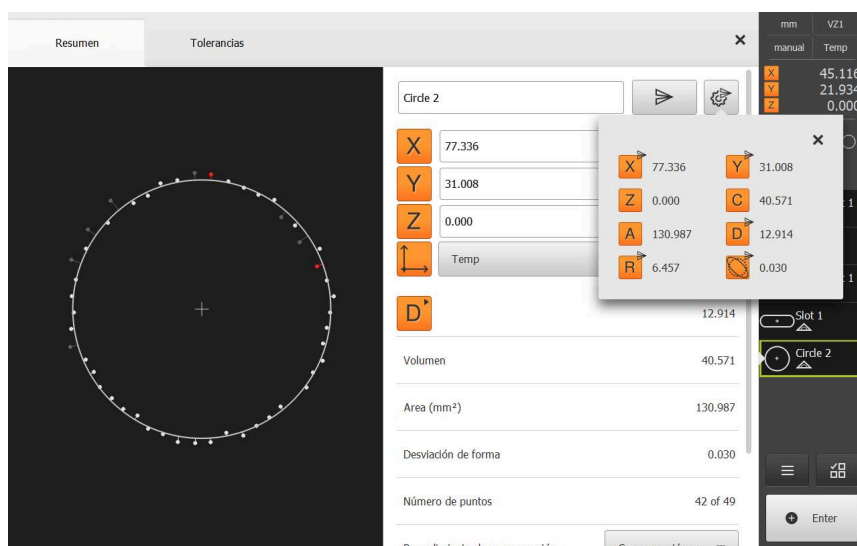 Resumen
Tolerancias
mm
VZ1
manual
Temp
X 45.116
Y 21.934
Z 0.000
Circle 2
X 77.336
Y 31.008
Z 0.000
Temp
X 77.336
Y 31.008
Z 0.000
C 40.571
A 130.987
D 12.914
R 6.457
0.030
D 12.914
Volumen 40.571
Area (mm²) 130.987
Desviación de forma 0.030
Número de puntos 42 of 49
Slot 1
Circle 2
Enter